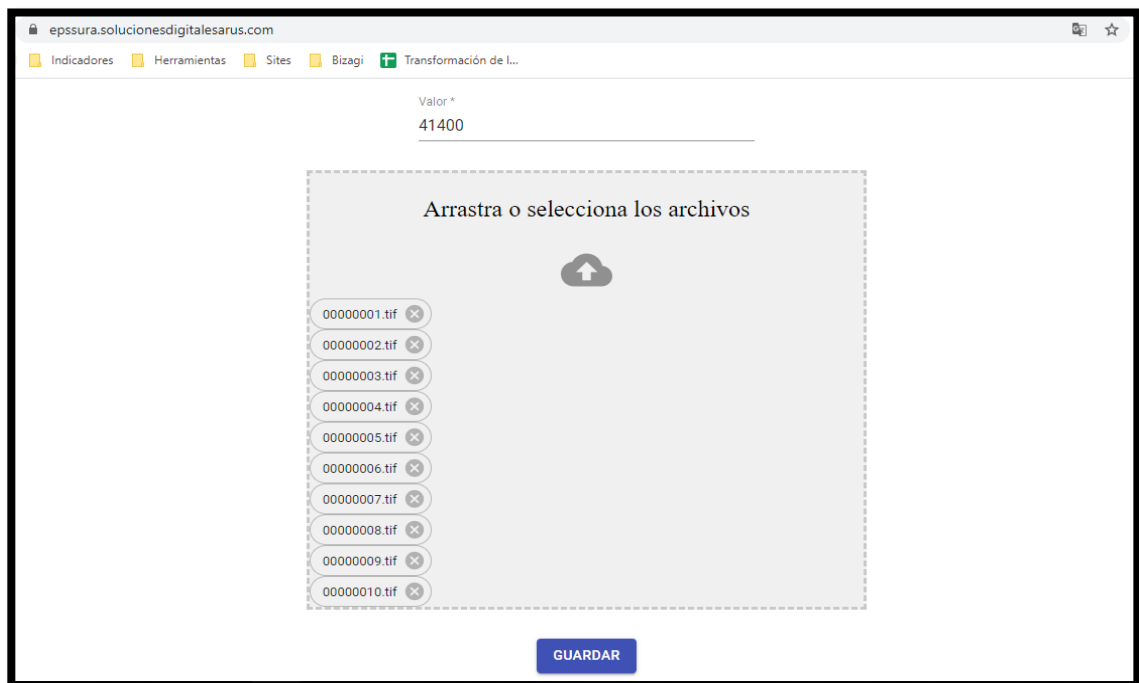 epssura.solucionesdigitalesarus.com
Indicadores Herramientas Sites Bizagi Transformación de l...
Valor *
41400
Arrastra o selecciona los archivos
00000001.tif
00000002.tif
00000003.tif
00000004.tif
00000005.tif
00000006.tif
00000007.tif
00000008.tif
00000009.tif
00000010.tif
GUARDAR